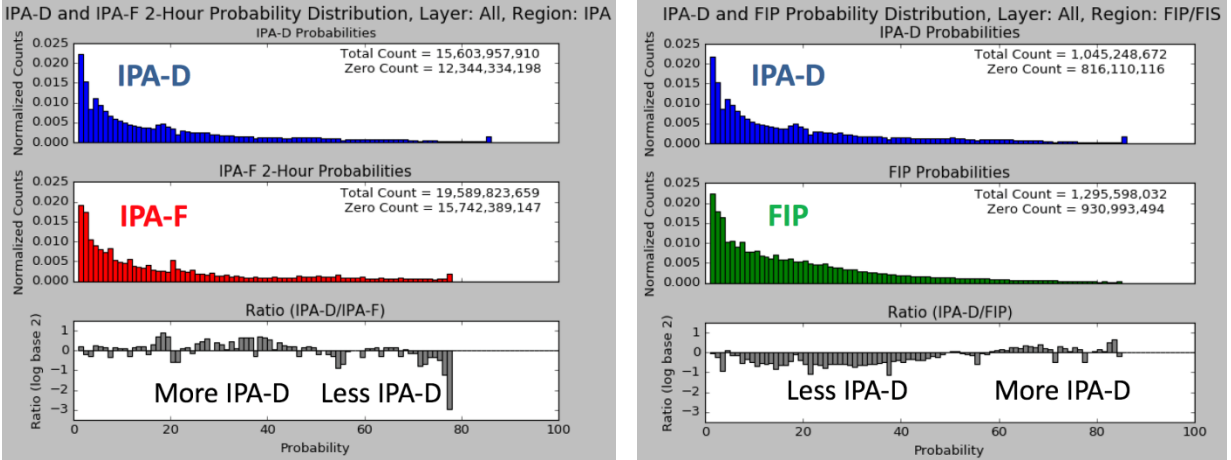 IPA-D and IPA-F 2-Hour Probability Distribution, Layer: All, Region: IPA
IPA-D Probabilities
Normalized Counts
0.025
0.020
0.015
0.010
0.005
0.000
IPA-D
Total Count = 15,603,957,910
Zero Count = 12,344,334,198
IPA-F 2-Hour Probabilities
Normalized Counts
0.025
0.020
0.015
0.010
0.005
0.000
IPA-F
Total Count = 19,589,823,659
Zero Count = 15,742,389,147
Ratio (IPA-D/IPA-F)
Ratio (log base 2)
1
0
−1
−2
−3
More IPA-D Less IPA-D
0 20 40 60 80 100
Probability
IPA-D and FIP Probability Distribution, Layer: All, Region: FIP/FIS
IPA-D Probabilities
Normalized Counts
0.025
0.020
0.015
0.010
0.005
0.000
IPA-D
Total Count = 1,045,248,672
Zero Count = 816,110,116
FIP Probabilities
Normalized Counts
0.025
0.020
0.015
0.010
0.005
0.000
FIP
Total Count = 1,295,598,032
Zero Count = 930,993,494
Ratio (IPA-D/FIP)
Ratio (log base 2)
1
0
−1
−2
−3
Less IPA-D More IPA-D
0 20 40 60 80 100
Probability